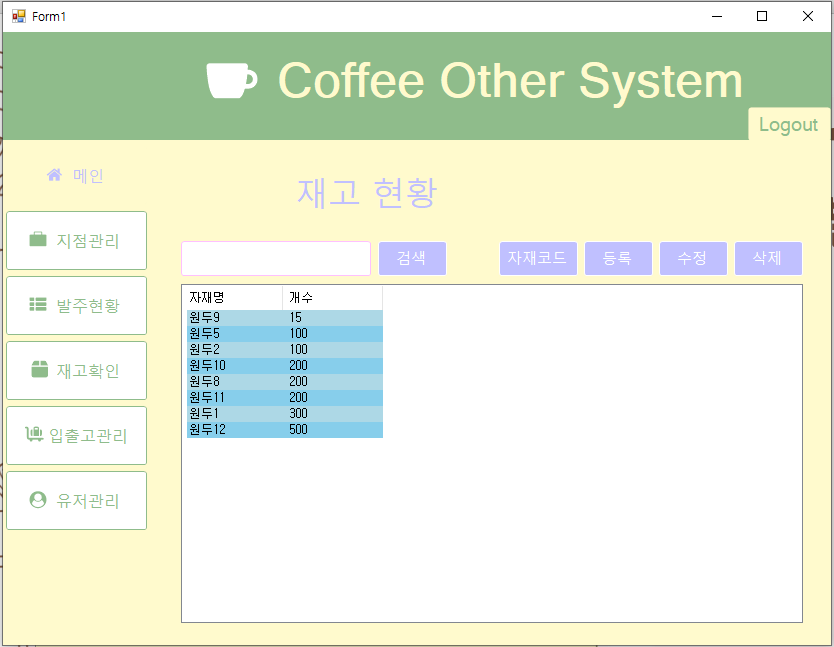 Form1
Coffee Other System
Logout
메인
재고 현황
지점관리
발주현황
재고확인
입출고관리
유저관리
검색 자재코드 등록 수정 삭제
자재명 개수
원두9 15
원두5 100
원두2 100
원두10 200
원두8 200
원두11 200
원두1 300
원두12 500